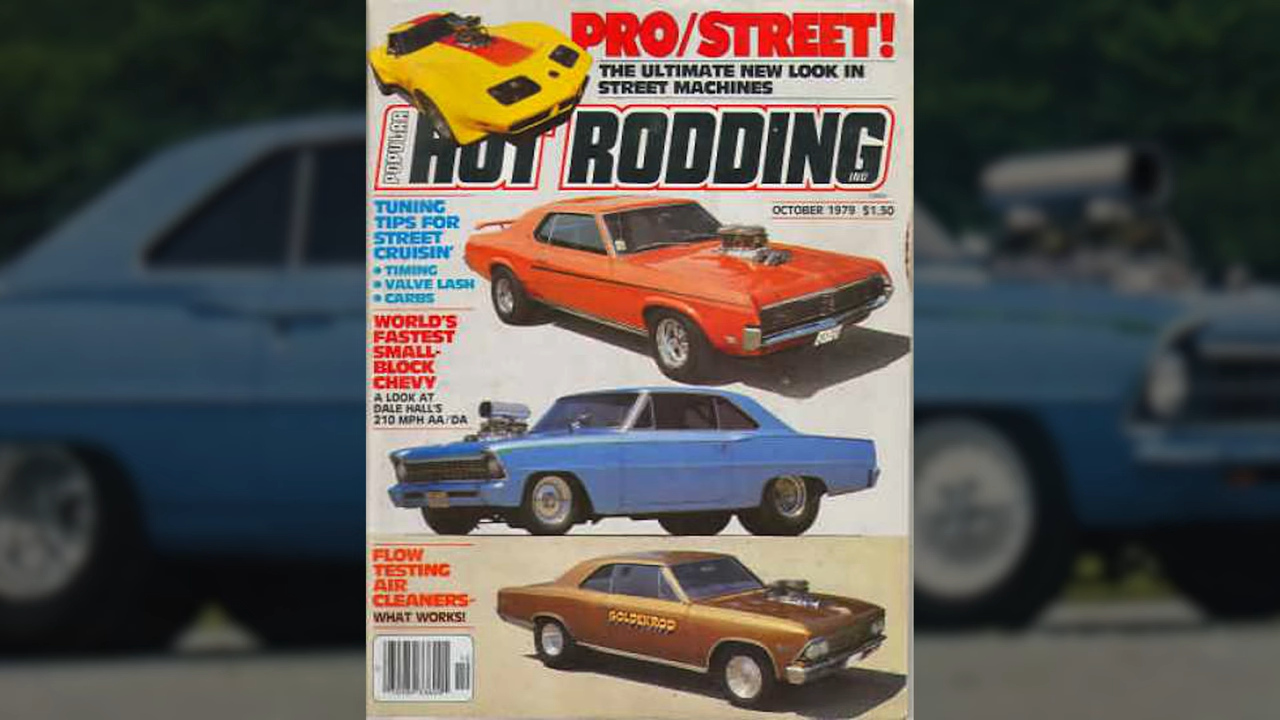 PRO/STREET!
THE ULTIMATE NEW LOOK IN
STREET MACHINES
POPULAR
HOT RODDING
OCTOBER 1979 $1.50
TUNING
TIPS FOR
STREET
CRUISIN'
• TIMING
• VALVE LASH
• CARBS
WORLD'S
FASTEST
SMALL-
BLOCK
CHEVY
A LOOK AT
DALE HALL'S
210 MPH AA/DA
FLOW
TESTING
AIR
CLEANERS-
WHAT WORKS!
GOLDENROD